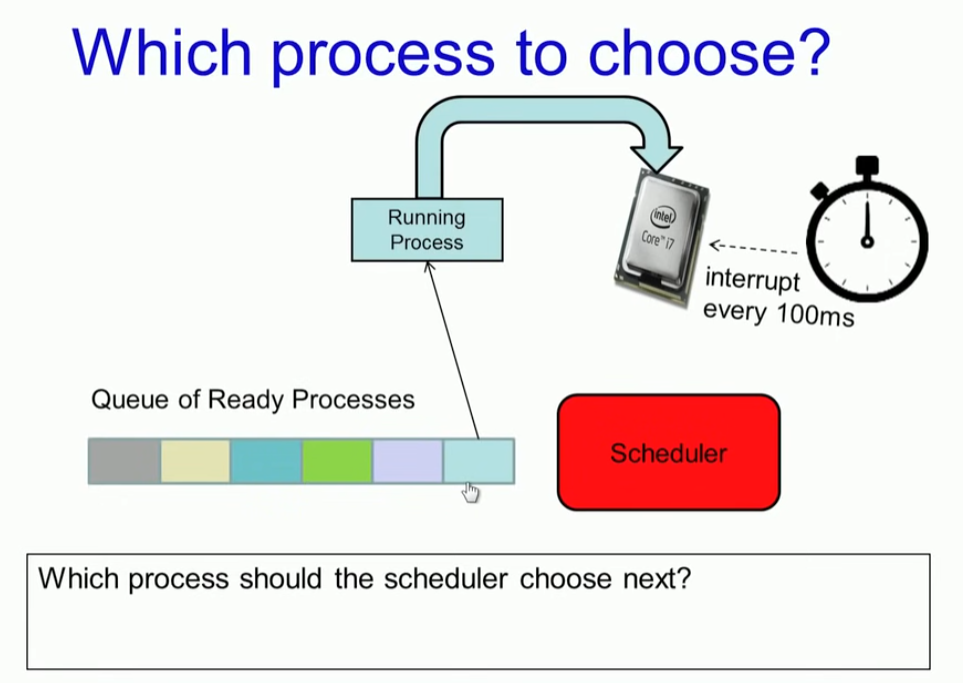 Which process to choose?
Running
Process
intel
Core™ i7
interrupt
every 100ms
Queue of Ready Processes
Scheduler
Which process should the scheduler choose next?